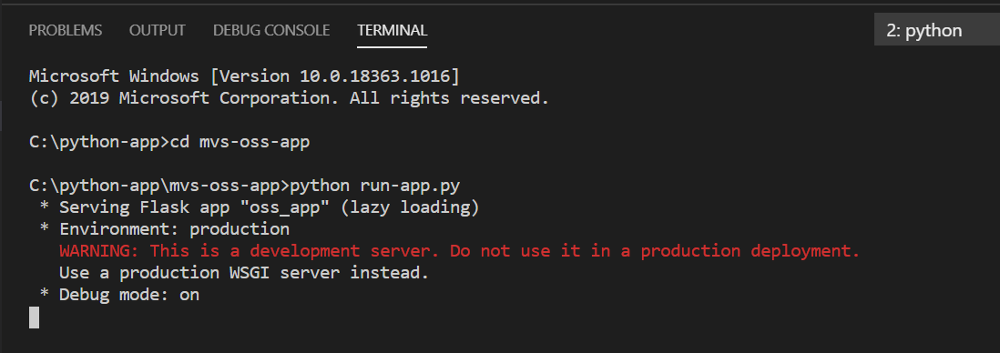 PROBLEMS OUTPUT DEBUG CONSOLE TERMINAL 2: python
Microsoft Windows [Version 10.0.18363.1016]
(c) 2019 Microsoft Corporation. All rights reserved.
C:\python-app>cd mvs-oss-app
C:\python-app\mvs-oss-app>python run-app.py
* Serving Flask app "oss_app" (lazy loading)
* Environment: production
WARNING: This is a development server. Do not use it in a production deployment.
Use a production WSGI server instead.
* Debug mode: on